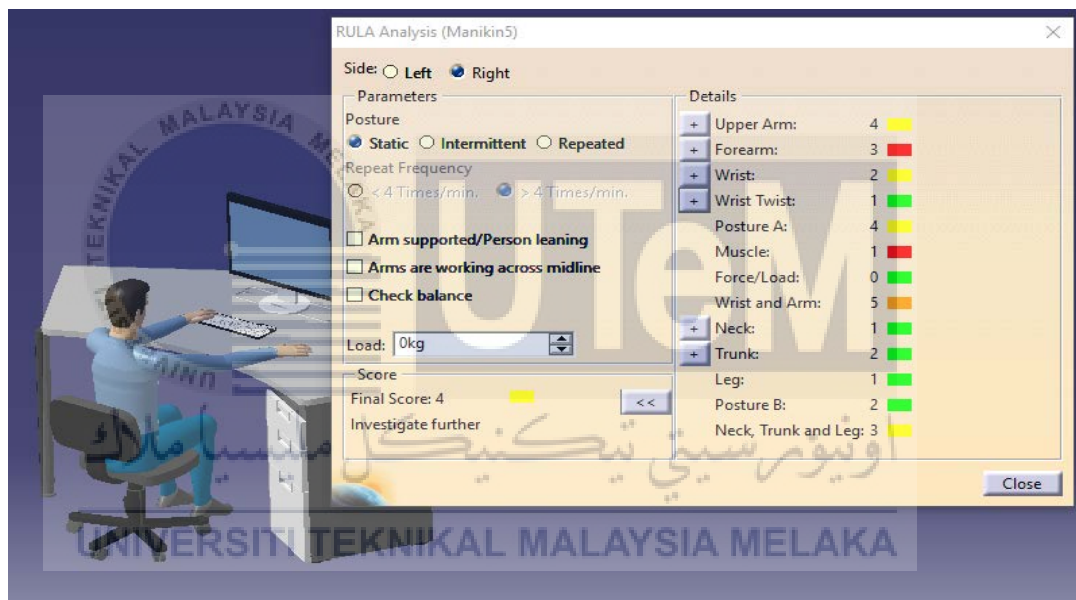 RULA Analysis (Manikin5)
Side: Left Right
Parameters
Posture
Static Intermittent Repeated
Repeat Frequency
< 4 Times/min. > 4 Times/min.
Arm supported/Person leaning
Arms are working across midline
Check balance
Load: 0kg
Score
Final Score: 4
<<
Investigate further
Details
+ Upper Arm: 4
+ Forearm: 3
+ Wrist: 2
+ Wrist Twist: 1
Posture A: 4
Muscle: 1
Force/Load: 0
Wrist and Arm: 5
+ Neck: 1
+ Trunk: 2
Leg: 1
Posture B: 2
Neck, Trunk and Leg: 3
Close
UTeM
اونيۏرسيتي تيكنيكل مليسيا ملاك
UNIVERSITI TEKNIKAL MALAYSIA MELAKA